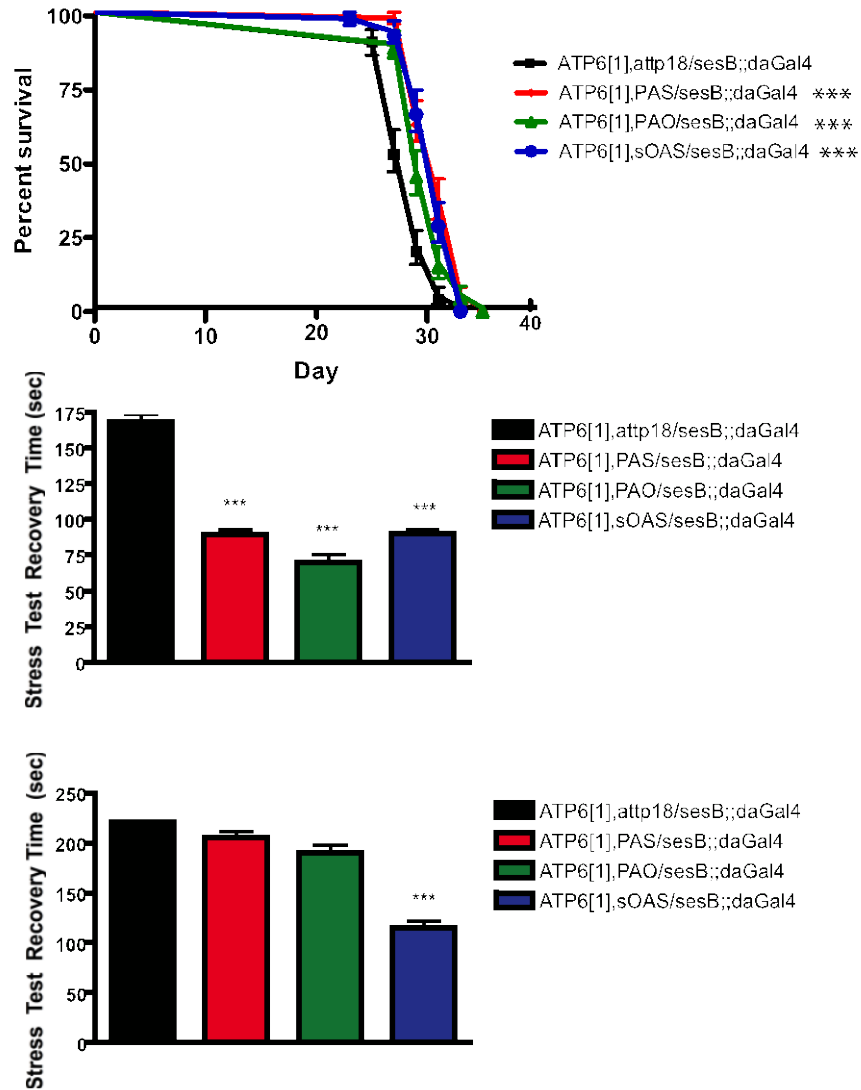 100
75
50
25
0
Percent survival
0 10 20 30 40
Day
ATP6[1],attp18/sesB;;daGal4
ATP6[1],PAS/sesB;;daGal4 ***
ATP6[1],PAO/sesB;;daGal4 ***
ATP6[1],sOAS/sesB;;daGal4 ***
Stress Test Recovery Time (sec)
175
150
125
100
75
50
25
0
*** *** ***
ATP6[1],attp18/sesB;;daGal4
ATP6[1],PAS/sesB;;daGal4
ATP6[1],PAO/sesB;;daGal4
ATP6[1],sOAS/sesB;;daGal4
Stress Test Recovery Time (sec)
250
200
150
100
50
0
***
ATP6[1],attp18/sesB;;daGal4
ATP6[1],PAS/sesB;;daGal4
ATP6[1],PAO/sesB;;daGal4
ATP6[1],sOAS/sesB;;daGal4